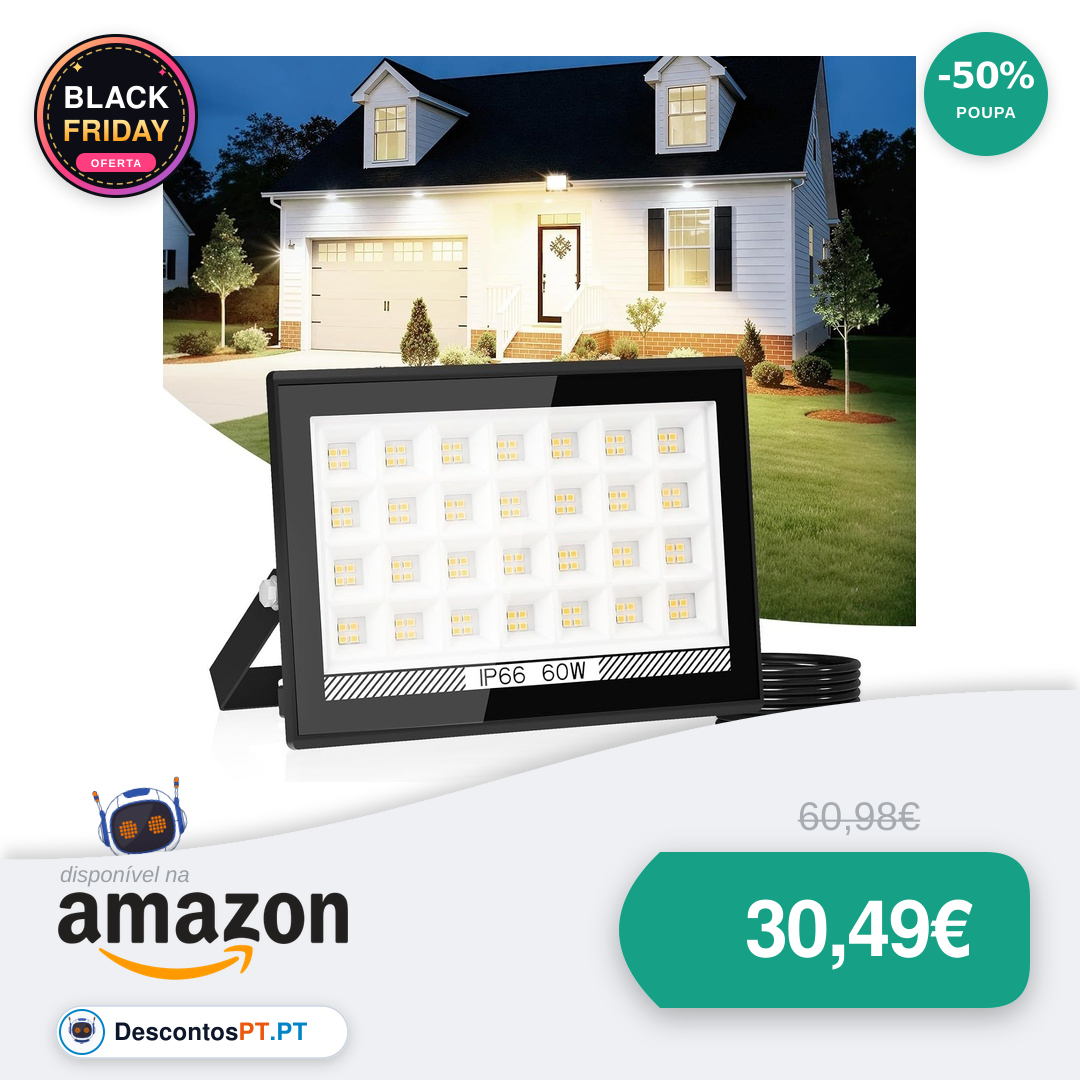 BLACK
FRIDAY
OFERTA
-50%
POUPA
IP66 60W
60,98€
30,49€
disponível na
amazon
DescontosPT.PT